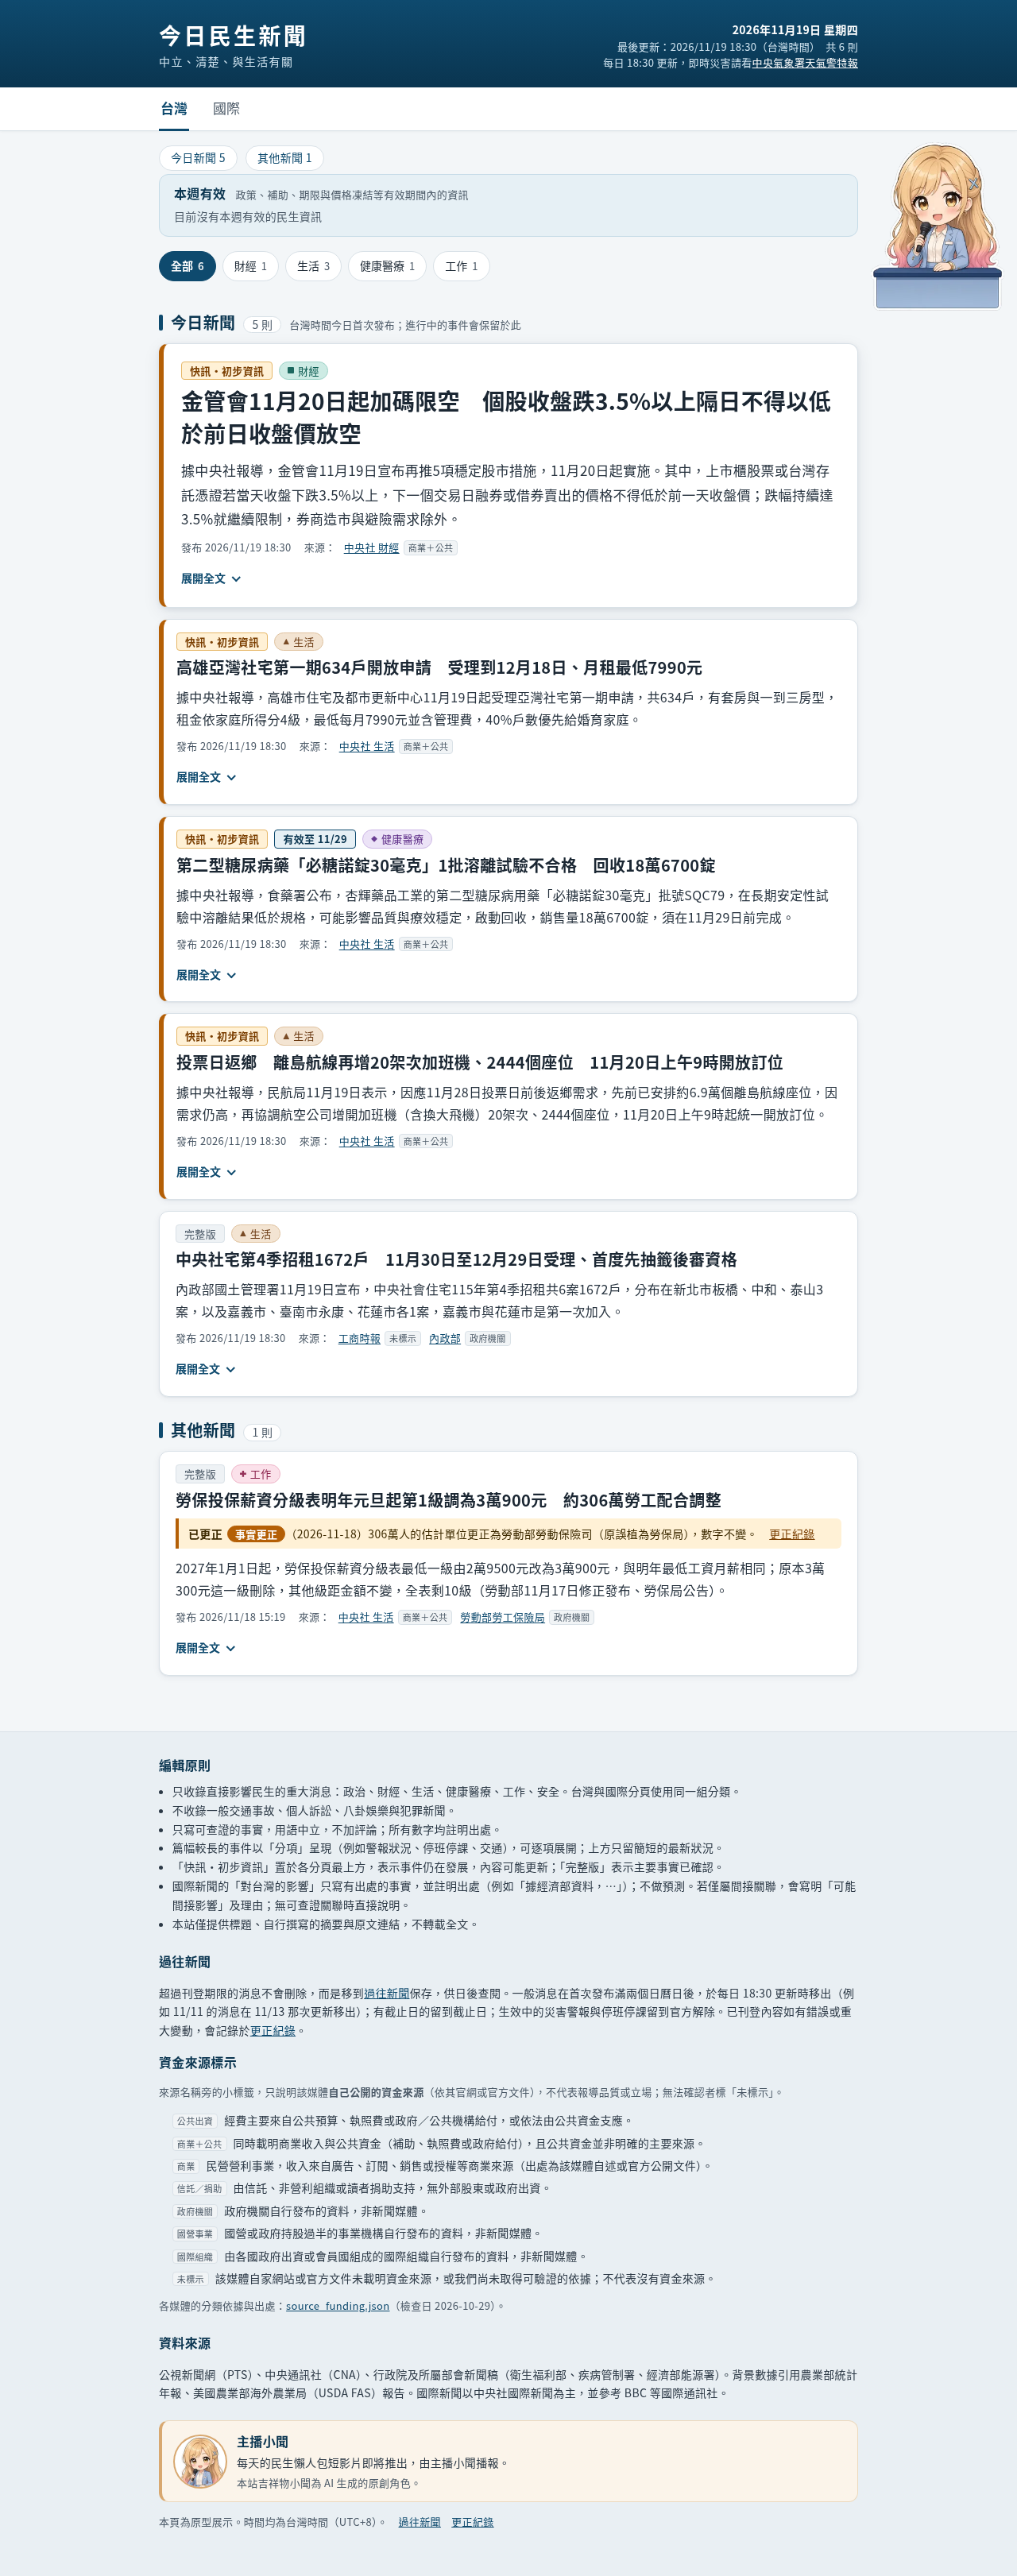 今日民生新聞
中立、清楚、與生活有關
2026年11月19日 星期四
最後更新：2026/11/19 18:30（台灣時間） 共 6 則
每日 18:30 更新，即時災害請看中央氣象署天氣警特報
台灣 國際
今日新聞 5 其他新聞 1
本週有效 政策、補助、期限與價格凍結等有效期間內的資訊
目前沒有本週有效的民生資訊
全部 6 財經 1 生活 3 健康醫療 1 工作 1
今日新聞 5 則 台灣時間今日首次發布；進行中的事件會保留於此
快訊・初步資訊 財經
金管會11月20日起加碼限空　個股收盤跌3.5%以上隔日不得以低
於前日收盤價放空
據中央社報導，金管會11月19日宣布再推5項穩定股市措施，11月20日起實施。其中，上市櫃股票或台灣存
託憑證若當天收盤下跌3.5%以上，下一個交易日融券或借券賣出的價格不得低於前一天收盤價；跌幅持續達
3.5%就繼續限制，券商造市與避險需求除外。
發布 2026/11/19 18:30 來源： 中央社 財經 商業＋公共
展開全文
快訊・初步資訊 生活
高雄亞灣社宅第一期634戶開放申請　受理到12月18日、月租最低7990元
據中央社報導，高雄市住宅及都市更新中心11月19日起受理亞灣社宅第一期申請，共634戶，有套房與一到三房型，
租金依家庭所得分4級，最低每月7990元並含管理費，40%戶數優先給婚育家庭。
發布 2026/11/19 18:30 來源： 中央社 生活 商業＋公共
展開全文
快訊・初步資訊 有效至 11/29 健康醫療
第二型糖尿病藥「必糖諾錠30毫克」1批溶離試驗不合格　回收18萬6700錠
據中央社報導，食藥署公布，杏輝藥品工業的第二型糖尿病用藥「必糖諾錠30毫克」批號SQC79，在長期安定性試
驗中溶離結果低於規格，可能影響品質與療效穩定，啟動回收，銷售量18萬6700錠，須在11月29日前完成。
發布 2026/11/19 18:30 來源： 中央社 生活 商業＋公共
展開全文
快訊・初步資訊 生活
投票日返鄉　離島航線再增20架次加班機、2444個座位　11月20日上午9時開放訂位
據中央社報導，民航局11月19日表示，因應11月28日投票日前後返鄉需求，先前已安排約6.9萬個離島航線座位，因
需求仍高，再協調航空公司增開加班機（含換大飛機）20架次、2444個座位，11月20日上午9時起統一開放訂位。
發布 2026/11/19 18:30 來源： 中央社 生活 商業＋公共
展開全文
完整版 生活
中央社宅第4季招租1672戶　11月30日至12月29日受理、首度先抽籤後審資格
內政部國土管理署11月19日宣布，中央社會住宅115年第4季招租共6案1672戶，分布在新北市板橋、中和、泰山3
案，以及嘉義市、臺南市永康、花蓮市各1案，嘉義市與花蓮市是第一次加入。
發布 2026/11/19 18:30 來源： 工商時報 未標示 內政部 政府機關
展開全文
其他新聞 1 則
完整版 工作
勞保投保薪資分級表明年元旦起第1級調為3萬900元　約306萬勞工配合調整
已更正 事實更正 （2026-11-18）306萬人的估計單位更正為勞動部勞動保險司（原誤植為勞保局），數字不變。 更正紀錄
2027年1月1日起，勞保投保薪資分級表最低一級由2萬9500元改為3萬900元，與明年最低工資月薪相同；原本3萬
300元這一級刪除，其他級距金額不變，全表剩10級（勞動部11月17日修正發布、勞保局公告）。
發布 2026/11/18 15:19 來源： 中央社 生活 商業＋公共 勞動部勞工保險局 政府機關
展開全文
編輯原則
只收錄直接影響民生的重大消息：政治、財經、生活、健康醫療、工作、安全。台灣與國際分頁使用同一組分類。
不收錄一般交通事故、個人訴訟、八卦娛樂與犯罪新聞。
只寫可查證的事實，用語中立，不加評論；所有數字均註明出處。
篇幅較長的事件以「分項」呈現（例如警報狀況、停班停課、交通），可逐項展開；上方只留簡短的最新狀況。
「快訊・初步資訊」置於各分頁最上方，表示事件仍在發展，內容可能更新；「完整版」表示主要事實已確認。
國際新聞的「對台灣的影響」只寫有出處的事實，並註明出處（例如「據經濟部資料，…」）；不做預測。若僅屬間接關聯，會寫明「可能
間接影響」及理由；無可查證關聯時直接說明。
本站僅提供標題、自行撰寫的摘要與原文連結，不轉載全文。
過往新聞
超過刊登期限的消息不會刪除，而是移到過往新聞保存，供日後查閱。一般消息在首次發布滿兩個日曆日後，於每日 18:30 更新時移出（例
如 11/11 的消息在 11/13 那次更新移出）；有截止日的留到截止日；生效中的災害警報與停班停課留到官方解除。已刊登內容如有錯誤或重
大變動，會記錄於更正紀錄。
資金來源標示
來源名稱旁的小標籤，只說明該媒體自己公開的資金來源（依其官網或官方文件），不代表報導品質或立場；無法確認者標「未標示」。
公共出資 經費主要來自公共預算、執照費或政府／公共機構給付，或依法由公共資金支應。
商業＋公共 同時載明商業收入與公共資金（補助、執照費或政府給付），且公共資金並非明確的主要來源。
商業 民營營利事業，收入來自廣告、訂閱、銷售或授權等商業來源（出處為該媒體自述或官方公開文件）。
信託／捐助 由信託、非營利組織或讀者捐助支持，無外部股東或政府出資。
政府機關 政府機關自行發布的資料，非新聞媒體。
國營事業 國營或政府持股過半的事業機構自行發布的資料，非新聞媒體。
國際組織 由各國政府出資或會員國組成的國際組織自行發布的資料，非新聞媒體。
未標示 該媒體自家網站或官方文件未載明資金來源，或我們尚未取得可驗證的依據；不代表沒有資金來源。
各媒體的分類依據與出處：source_funding.json（檢查日 2026-10-29）。
資料來源
公視新聞網（PTS）、中央通訊社（CNA）、行政院及所屬部會新聞稿（衛生福利部、疾病管制署、經濟部能源署）。背景數據引用農業部統計
年報、美國農業部海外農業局（USDA FAS）報告。國際新聞以中央社國際新聞為主，並參考 BBC 等國際通訊社。
主播小聞
每天的民生懶人包短影片即將推出，由主播小聞播報。
本站吉祥物小聞為 AI 生成的原創角色。
本頁為原型展示。時間均為台灣時間（UTC+8）。 過往新聞 更正紀錄